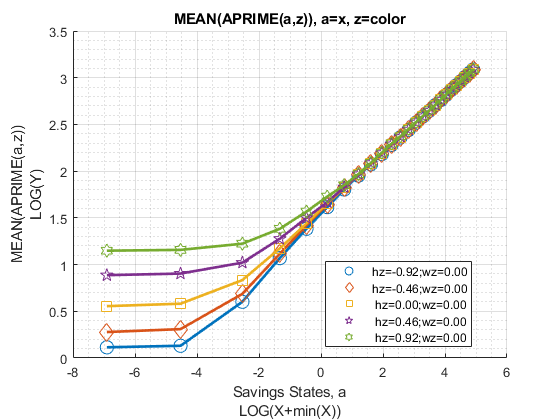 MEAN(APRIME(a,z)), a=x, z=color
MEAN(APRIME(a,z))
LOG(Y)
3.5
3
2.5
2
1.5
1
0.5
0
hz=-0.92;wz=0.00
hz=-0.46;wz=0.00
hz=0.00;wz=0.00
hz=0.46;wz=0.00
hz=0.92;wz=0.00
-8 -6 -4 -2 0 2 4 6
Savings States, a
LOG(X+min(X))